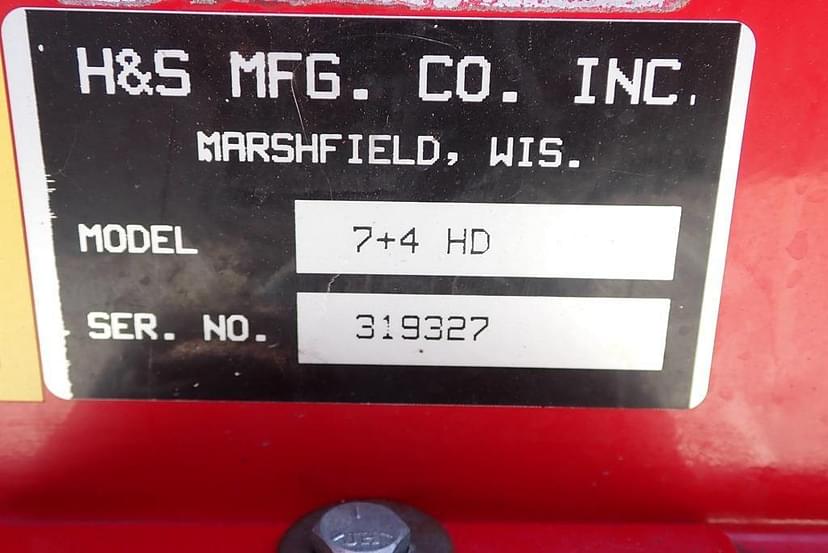 H&S MFG. CO. INC.
MARSHFIELD, WIS.
MODEL 7+4 HD
SER. NO. 319327